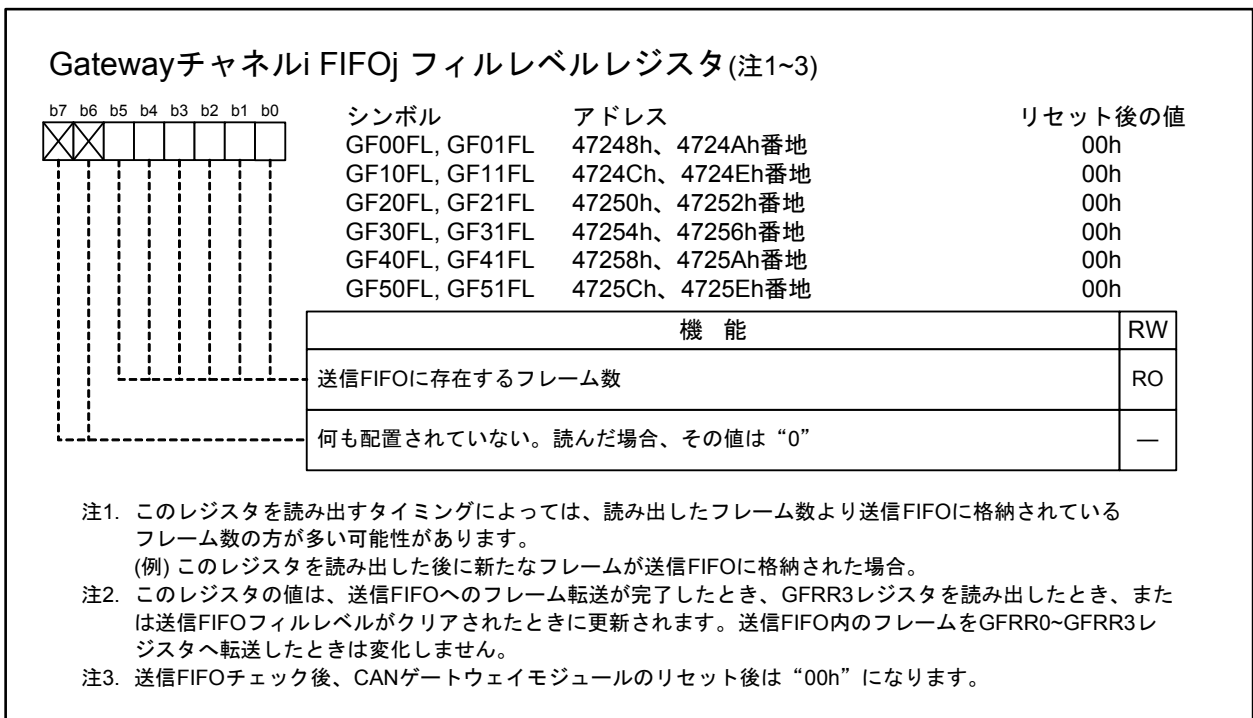 Gatewayチャネルi FIFOj フィルレベルレジスタ(注1~3)
b7 b6 b5 b4 b3 b2 b1 b0
シンボル アドレス リセット後の値
GF00FL, GF01FL 47248h、4724Ah番地 00h
GF10FL, GF11FL 4724Ch、4724Eh番地 00h
GF20FL, GF21FL 47250h、47252h番地 00h
GF30FL, GF31FL 47254h、47256h番地 00h
GF40FL, GF41FL 47258h、4725Ah番地 00h
GF50FL, GF51FL 4725Ch、4725Eh番地 00h
機 能 RW
送信FIFOに存在するフレーム数 RO
何も配置されていない。読んだ場合、その値は“0” —
注1. このレジスタを読み出すタイミングによっては、読み出したフレーム数より送信FIFOに格納されている
フレーム数の方が多い可能性があります。
(例) このレジスタを読み出した後に新たなフレームが送信FIFOに格納された場合。
注2. このレジスタの値は、送信FIFOへのフレーム転送が完了したとき、GFRR3レジスタを読み出したとき、また
は送信FIFOフィルレベルがクリアされたときに更新されます。送信FIFO内のフレームをGFRR0~GFRR3レ
ジスタへ転送したときは変化しません。
注3. 送信FIFOチェック後、CANゲートウェイモジュールのリセット後は“00h”になります。